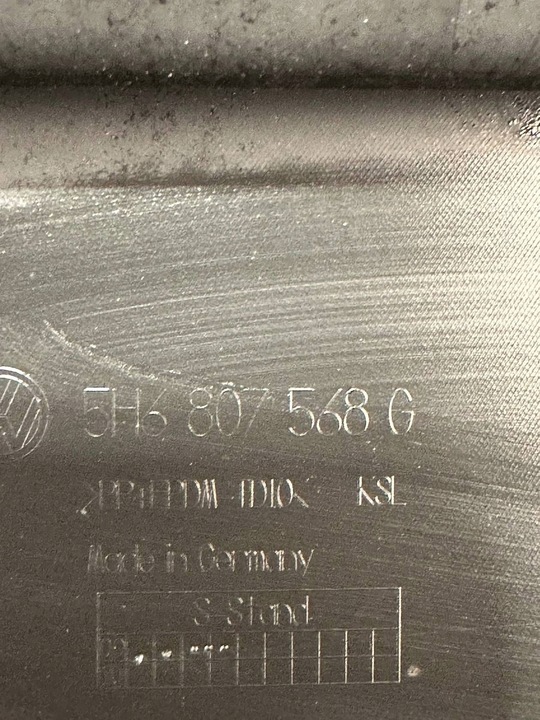 5H6 807 568 G
>PP+EPDM-TD10< KSL
Made in Germany
S-Stand